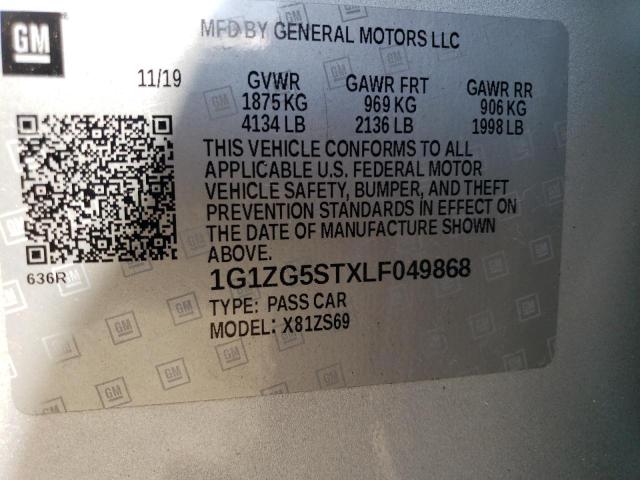 GM
MFD BY GENERAL MOTORS LLC
11/19 GVWR GAWR FRT GAWR RR
1875 KG 969 KG 906 KG
4134 LB 2136 LB 1998 LB
THIS VEHICLE CONFORMS TO ALL
APPLICABLE U.S. FEDERAL MOTOR
VEHICLE SAFETY, BUMPER, AND THEFT
PREVENTION STANDARDS IN EFFECT ON
THE DATE OF MANUFACTURE SHOWN
ABOVE.
636R
1G1ZG5STXLF049868
TYPE: PASS CAR
MODEL: X81ZS69